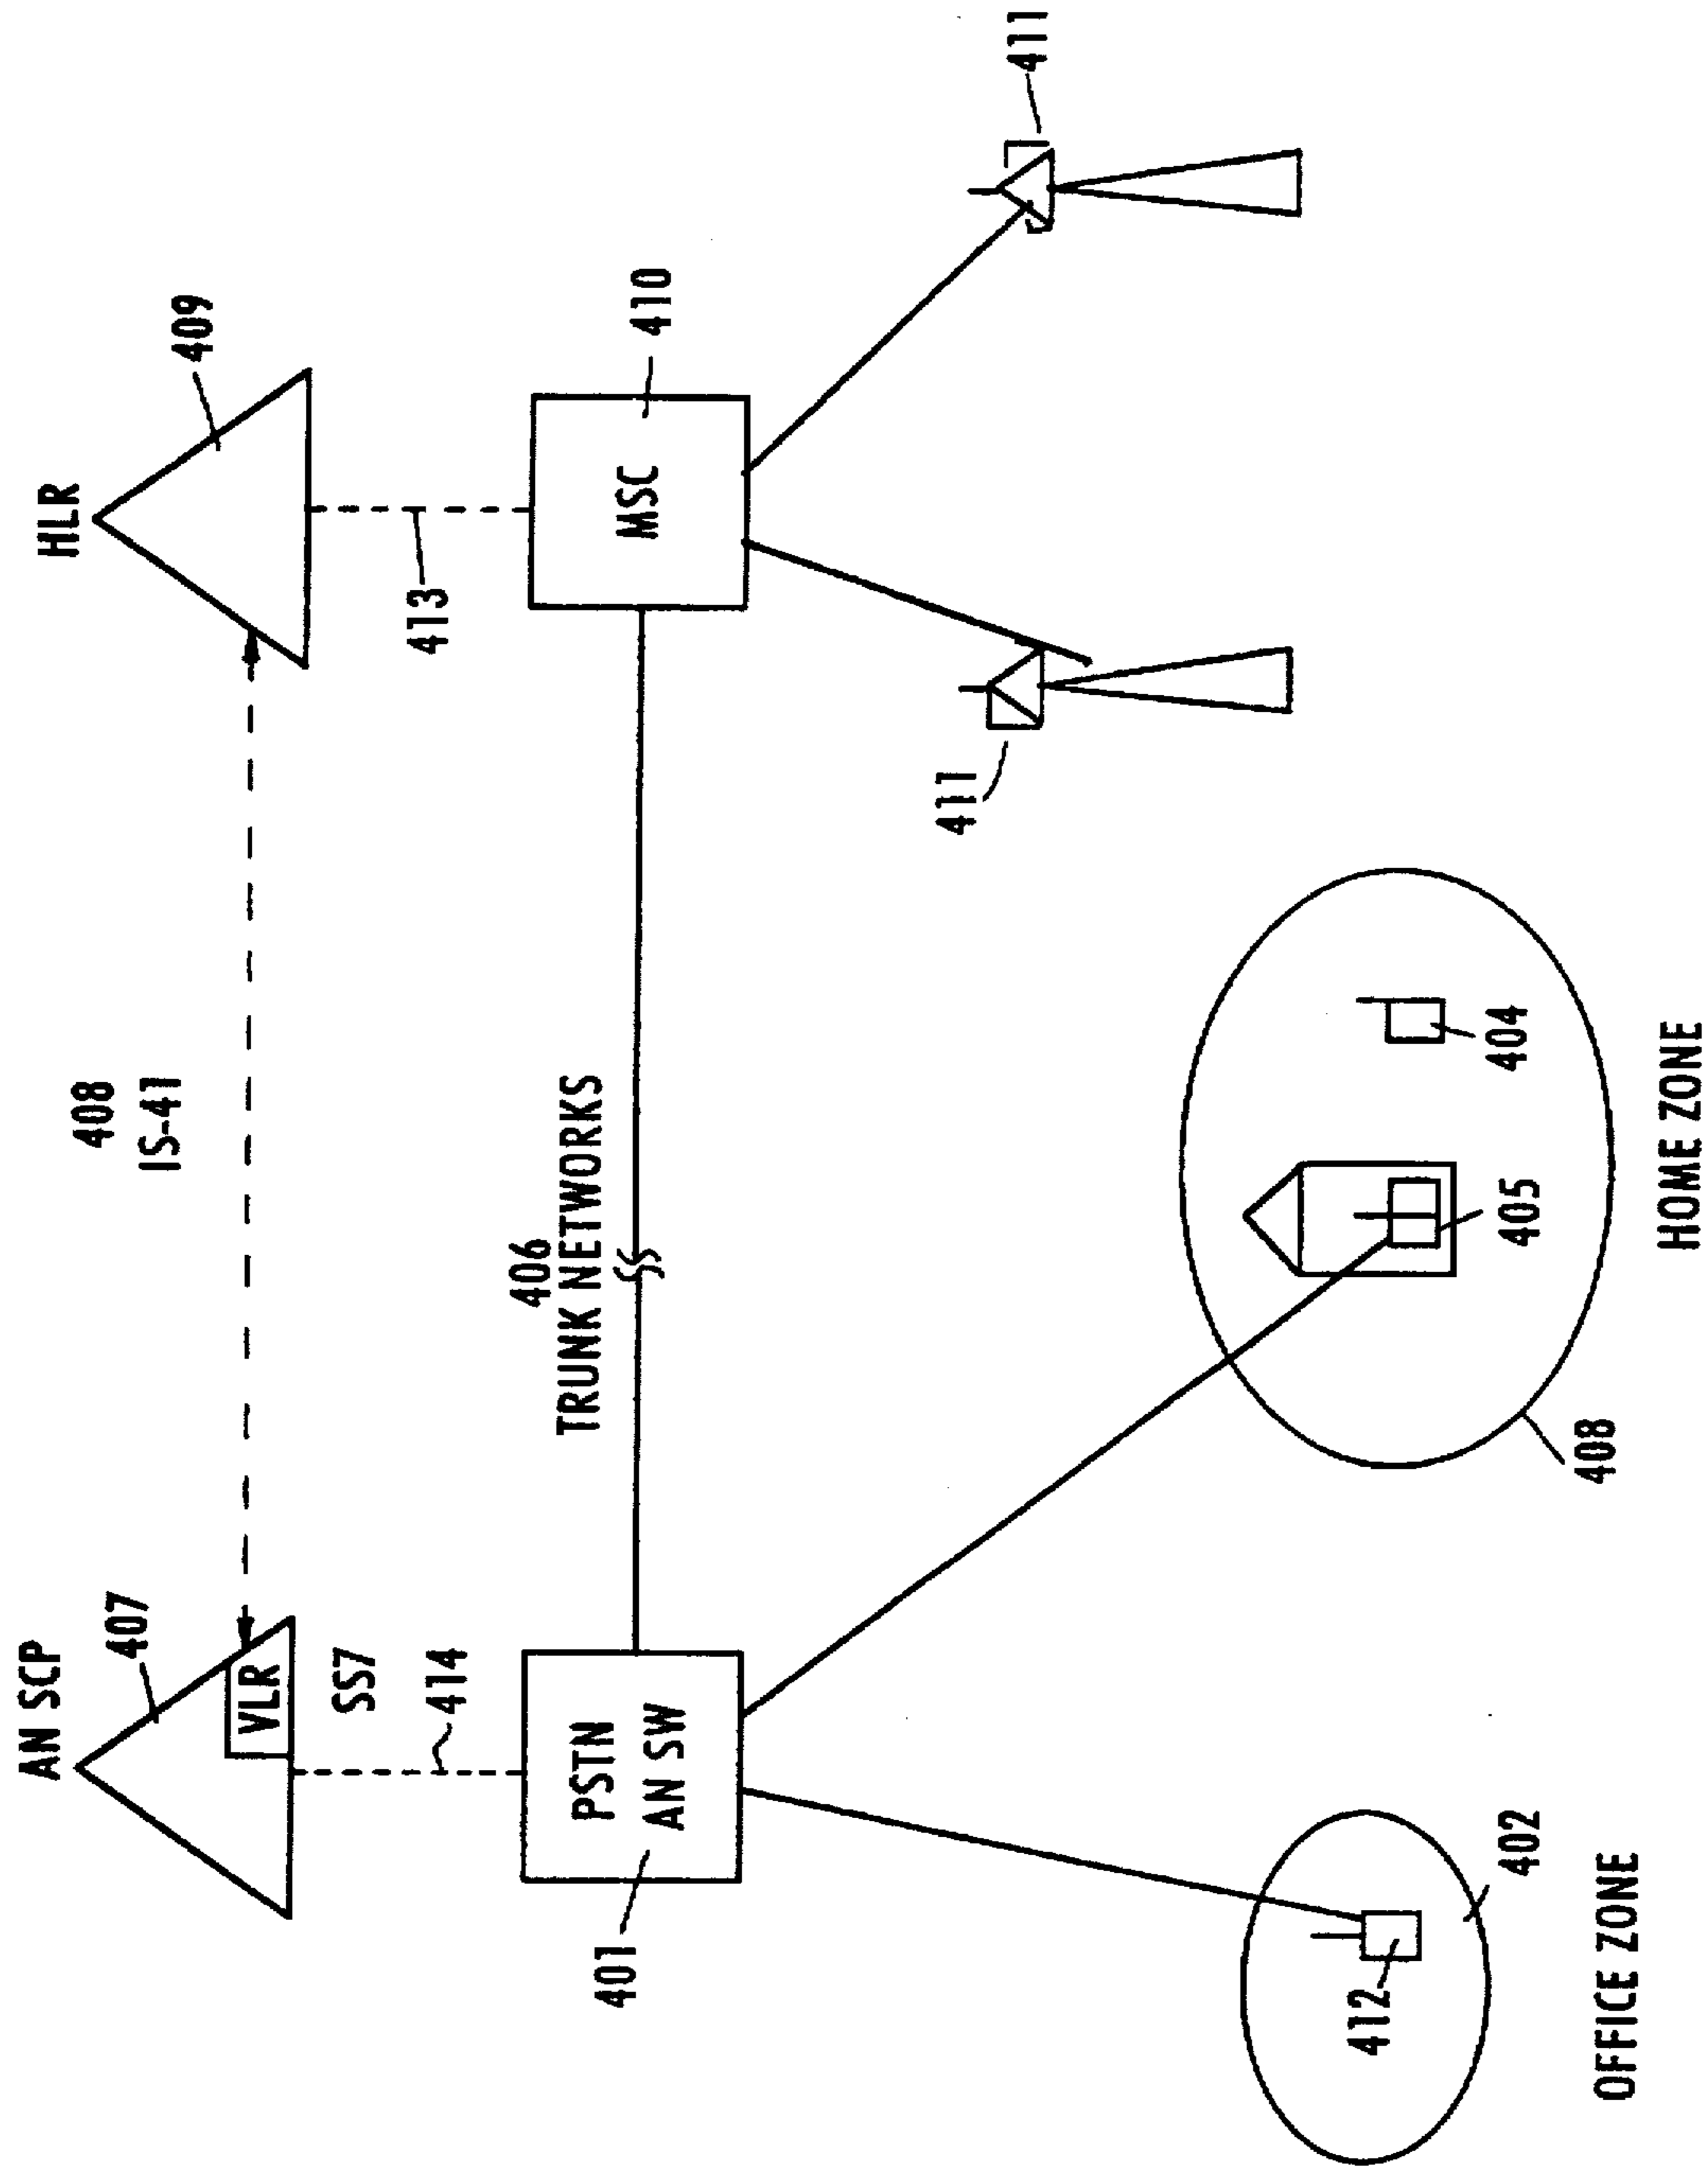 AN SCP
HLR
408
IS-41
407
409
VLR
SS7
414
413
406
TRUNK NETWORKS
PSTN
AN SW
401
MSC
410
411
411
412
402
404
405
408
OFFICE ZONE
HOME ZONE